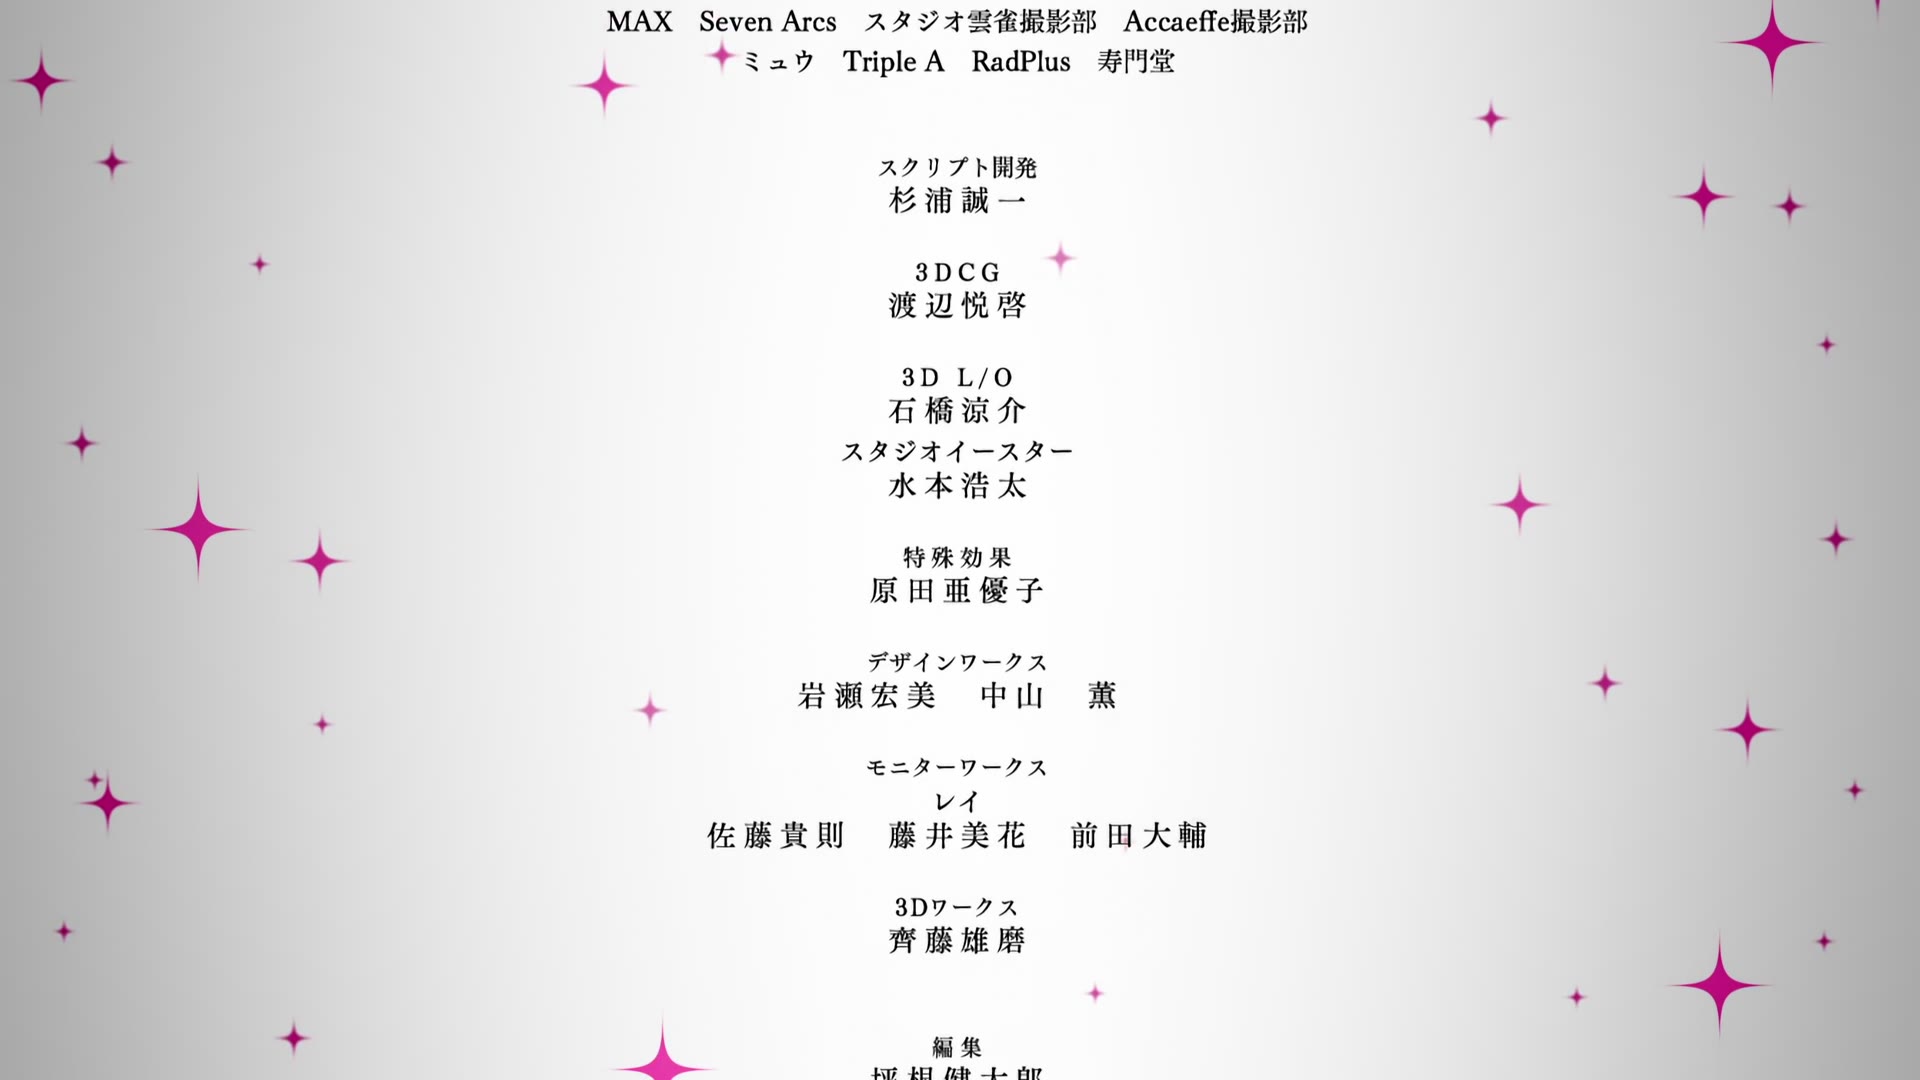 MAX　Seven Arcs　スタジオ雲雀撮影部　Accaeffe撮影部
ミュウ　Triple A　RadPlus　寿門堂
スクリプト開発
杉浦誠一
3DCG
渡辺悦啓
3D L/O
石橋涼介
スタジオイースター
水本浩太
特殊効果
原田亜優子
デザインワークス
岩瀬宏美　中山　薫
モニターワークス
レイ
佐藤貴則　藤井美花　前田大輔
3Dワークス
齊藤雄磨
編集
坪根健太郎